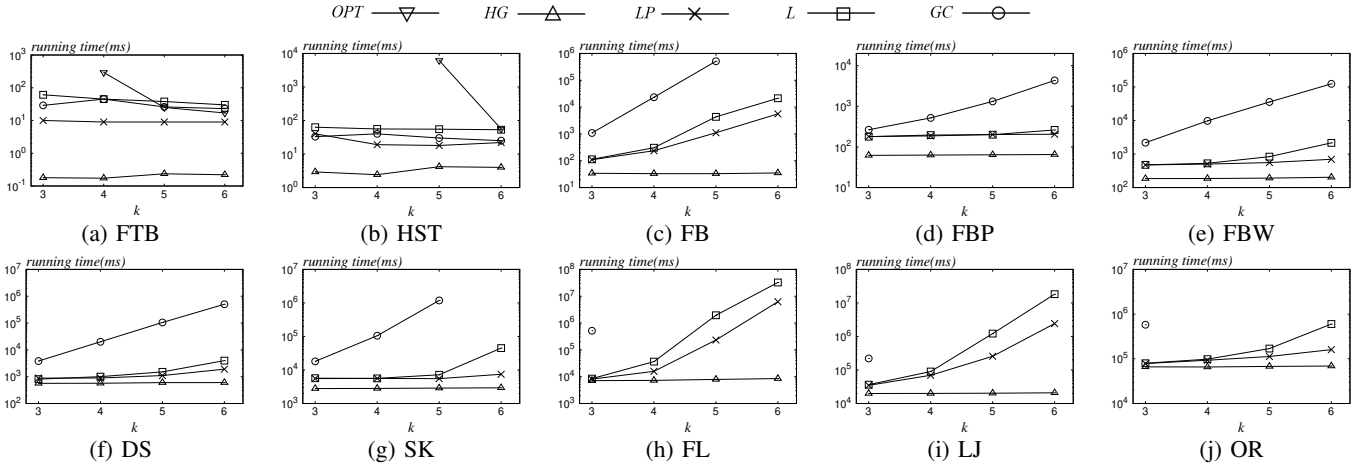 OPT HG LP L GC
running time(ms) running time(ms) running time(ms) running time(ms) running time(ms)
10^3 10^4 10^6 10^4 10^6
10^2 10^3 10^5 10^3 10^5
10^1 10^2 10^4 10^2 10^4
10^0 10^1 10^3 10^1 10^3
10^-1 10^0 10^2 10^2
10^1
3 4 5 6 3 4 5 6 3 4 5 6 3 4 5 6 3 4 5 6
k k k k k
(a) FTB (b) HST (c) FB (d) FBP (e) FBW
running time(ms) running time(ms) running time(ms) running time(ms) running time(ms)
10^7 10^7 10^8 10^8 10^7
10^6 10^6 10^7 10^7 10^6
10^5 10^5 10^6 10^6 10^5
10^4 10^4 10^5 10^5 10^4
10^3 10^3 10^4 10^4
10^2 10^3
3 4 5 6 3 4 5 6 3 4 5 6 3 4 5 6 3 4 5 6
k k k k k
(f) DS (g) SK (h) FL (i) LJ (j) OR